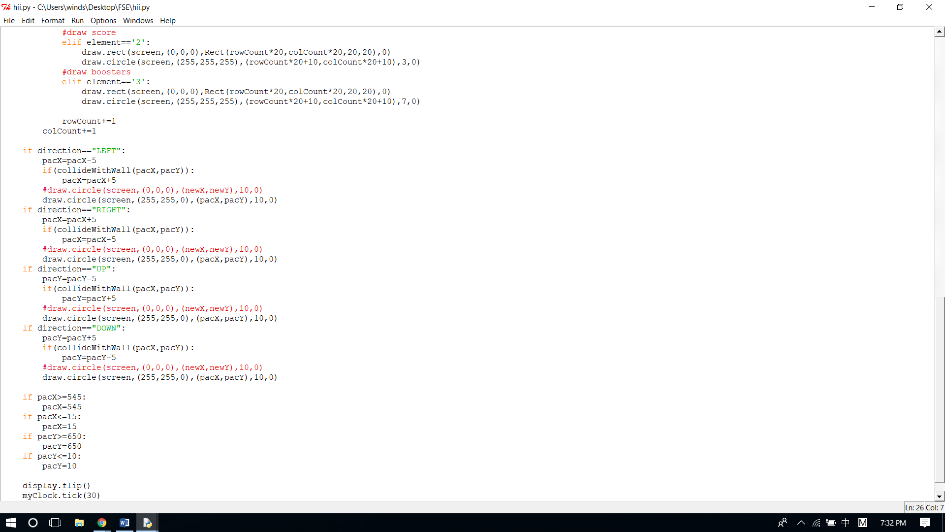 hii.py - C:\Users\winds\Desktop\FSE\hii.py
File Edit Format Run Options Windows Help
#draw score
elif element=='2':
draw.rect(screen,(0,0,0),Rect(rowCount*20,colCount*20,20,20),0)
draw.circle(screen,(255,255,255),(rowCount*20+10,colCount*20+10),3,0)
#draw boosters
elif element=='3':
draw.rect(screen,(0,0,0),Rect(rowCount*20,colCount*20,20,20),0)
draw.circle(screen,(255,255,255),(rowCount*20+10,colCount*20+10),7,0)
rowCount+=1
colCount+=1
if direction=="LEFT":
pacX=pacX-5
if(collideWithWall(pacX,pacY)):
pacX=pacX+5
#draw.circle(screen,(0,0,0),(newX,newY),10,0)
draw.circle(screen,(255,255,0),(pacX,pacY),10,0)
if direction=="RIGHT":
pacX=pacX+5
if(collideWithWall(pacX,pacY)):
pacX=pacX-5
#draw.circle(screen,(0,0,0),(newX,newY),10,0)
draw.circle(screen,(255,255,0),(pacX,pacY),10,0)
if direction=="UP":
pacY=pacY-5
if(collideWithWall(pacX,pacY)):
pacY=pacY+5
#draw.circle(screen,(0,0,0),(newX,newY),10,0)
draw.circle(screen,(255,255,0),(pacX,pacY),10,0)
if direction=="DOWN":
pacY=pacY+5
if(collideWithWall(pacX,pacY)):
pacY=pacY-5
#draw.circle(screen,(0,0,0),(newX,newY),10,0)
draw.circle(screen,(255,255,0),(pacX,pacY),10,0)
if pacX>=545:
pacX=545
if pacX<=15:
pacX=15
if pacY>=650:
pacY=650
if pacY<=10:
pacY=10
display.flip()
myClock.tick(30)
Ln: 26 Col: 7
中 M 7:32 PM